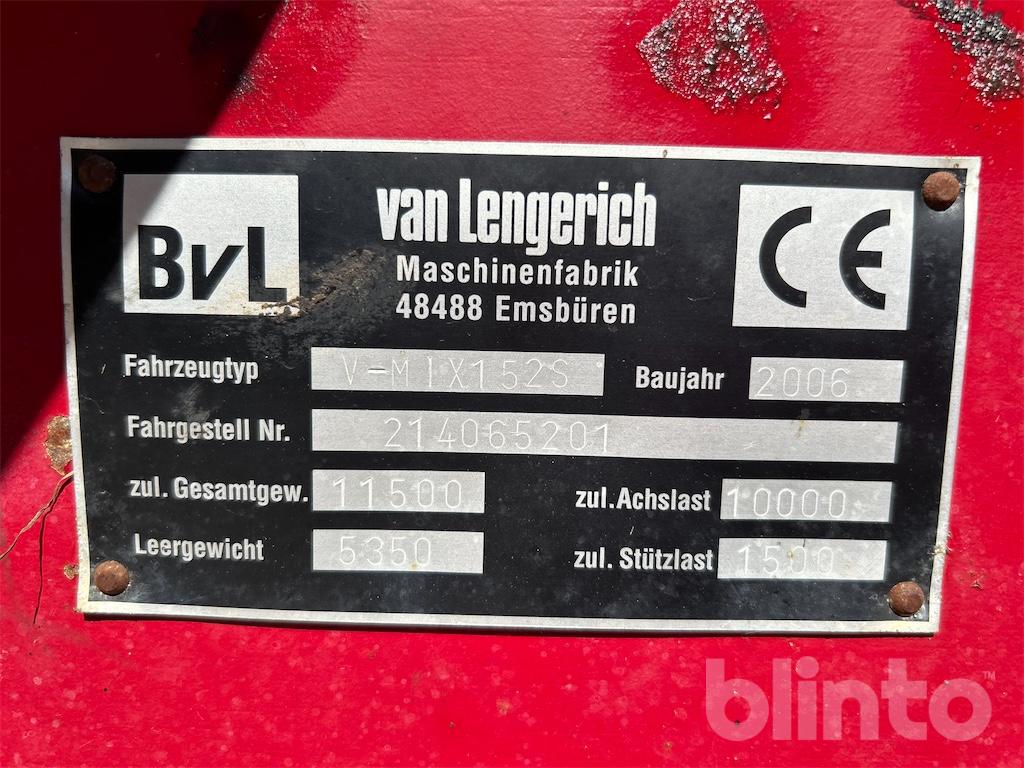 BvL
van Lengerich
Maschinenfabrik
48488 Emsbüren
CE
Fahrzeugtyp V-MIX152S Baujahr 2006
Fahrgestell Nr. 214065201
zul. Gesamtgew. 11500 zul. Achslast 10000
Leergewicht 5350 zul. Stützlast 1500
blinto™